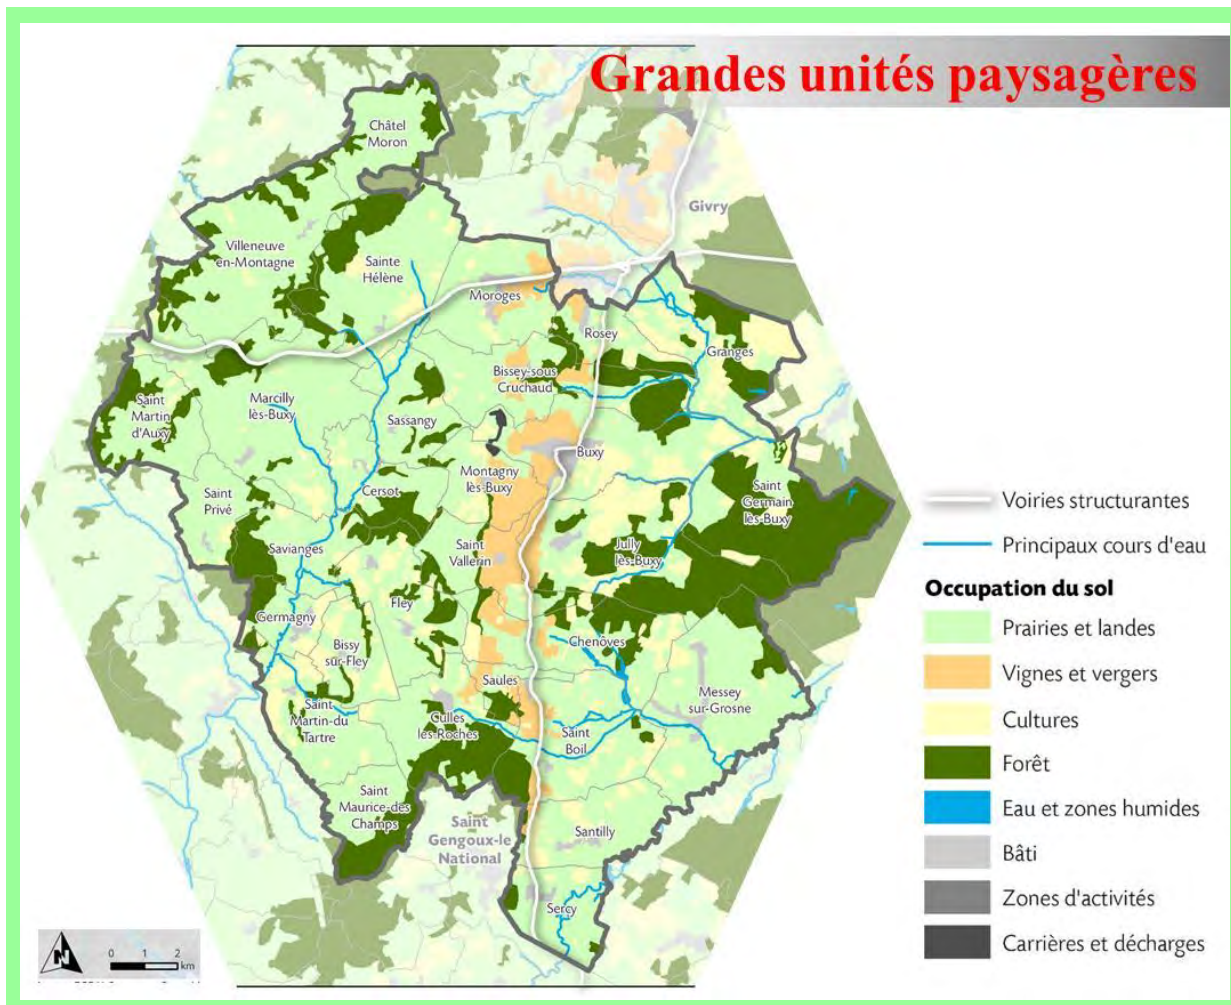 Grandes unités paysagères
Châtel
Moron
Givry
Villeneuve
en-Montagne
Sainte
Hélène
Moroges
Rosey
Granges
Bissey-sous
Cruchaud
Saint
Martin
d'Auxy
Marcilly
lès-Buxy
Sassangy
Buxy
Montagny
lès-Buxy
Saint
Privé
Cersot
Saint
Germain
lès-Buxy
Savianges
Saint
Vallerin
Jully
lès-Buxy
Germagny
Fley
Bissy
sur-Fley
Chenôves
Saules
Messey
sur-Grosne
Saint
Martin-du
Tartre
Culles
les-Roches
Saint
Boil
Saint
Maurice-des
Champs
Saint
Gengoux-le
National
Santilly
Sercy
Voiries structurantes
Principaux cours d'eau
Occupation du sol
Prairies et landes
Vignes et vergers
Cultures
Forêt
Eau et zones humides
Bâti
Zones d'activités
Carrières et décharges
N
0 1 2
km